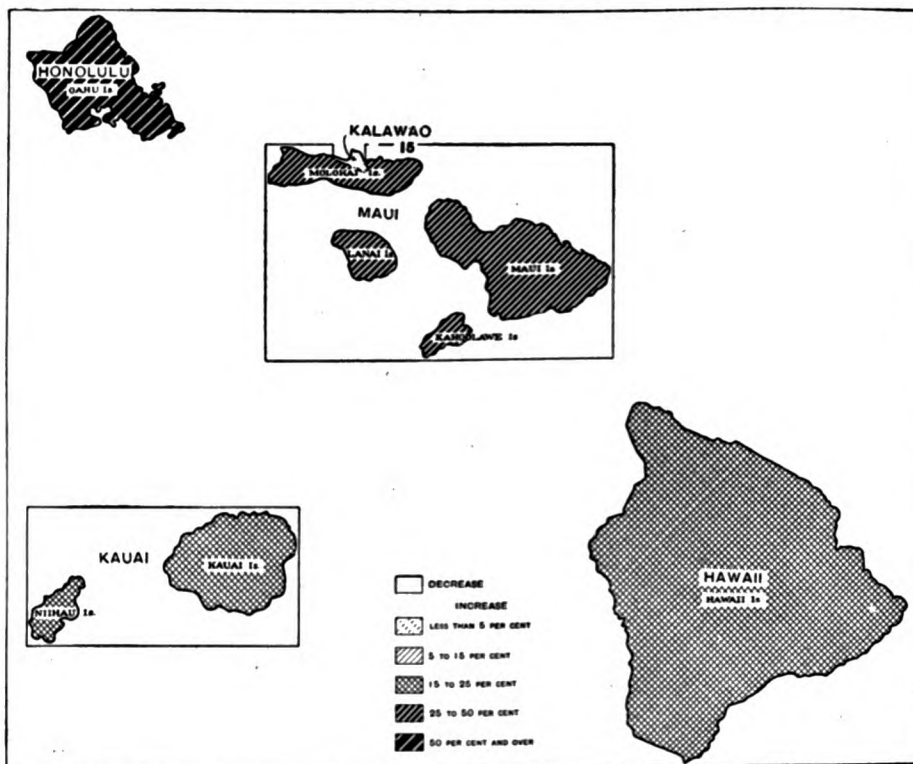 HONOLULU
OAHU Is
KALAWAO
15
MOLOKAI Is.
MAUI
LANAI Is
MAUI Is
KAHOOLAWE Is
KAUAI
KAUAI Is.
NIIHAU Is.
HAWAII
HAWAII Is
DECREASE
INCREASE
LESS THAN 5 PER CENT
5 TO 15 PER CENT
15 TO 25 PER CENT
25 TO 50 PER CENT
50 PER CENT AND OVER